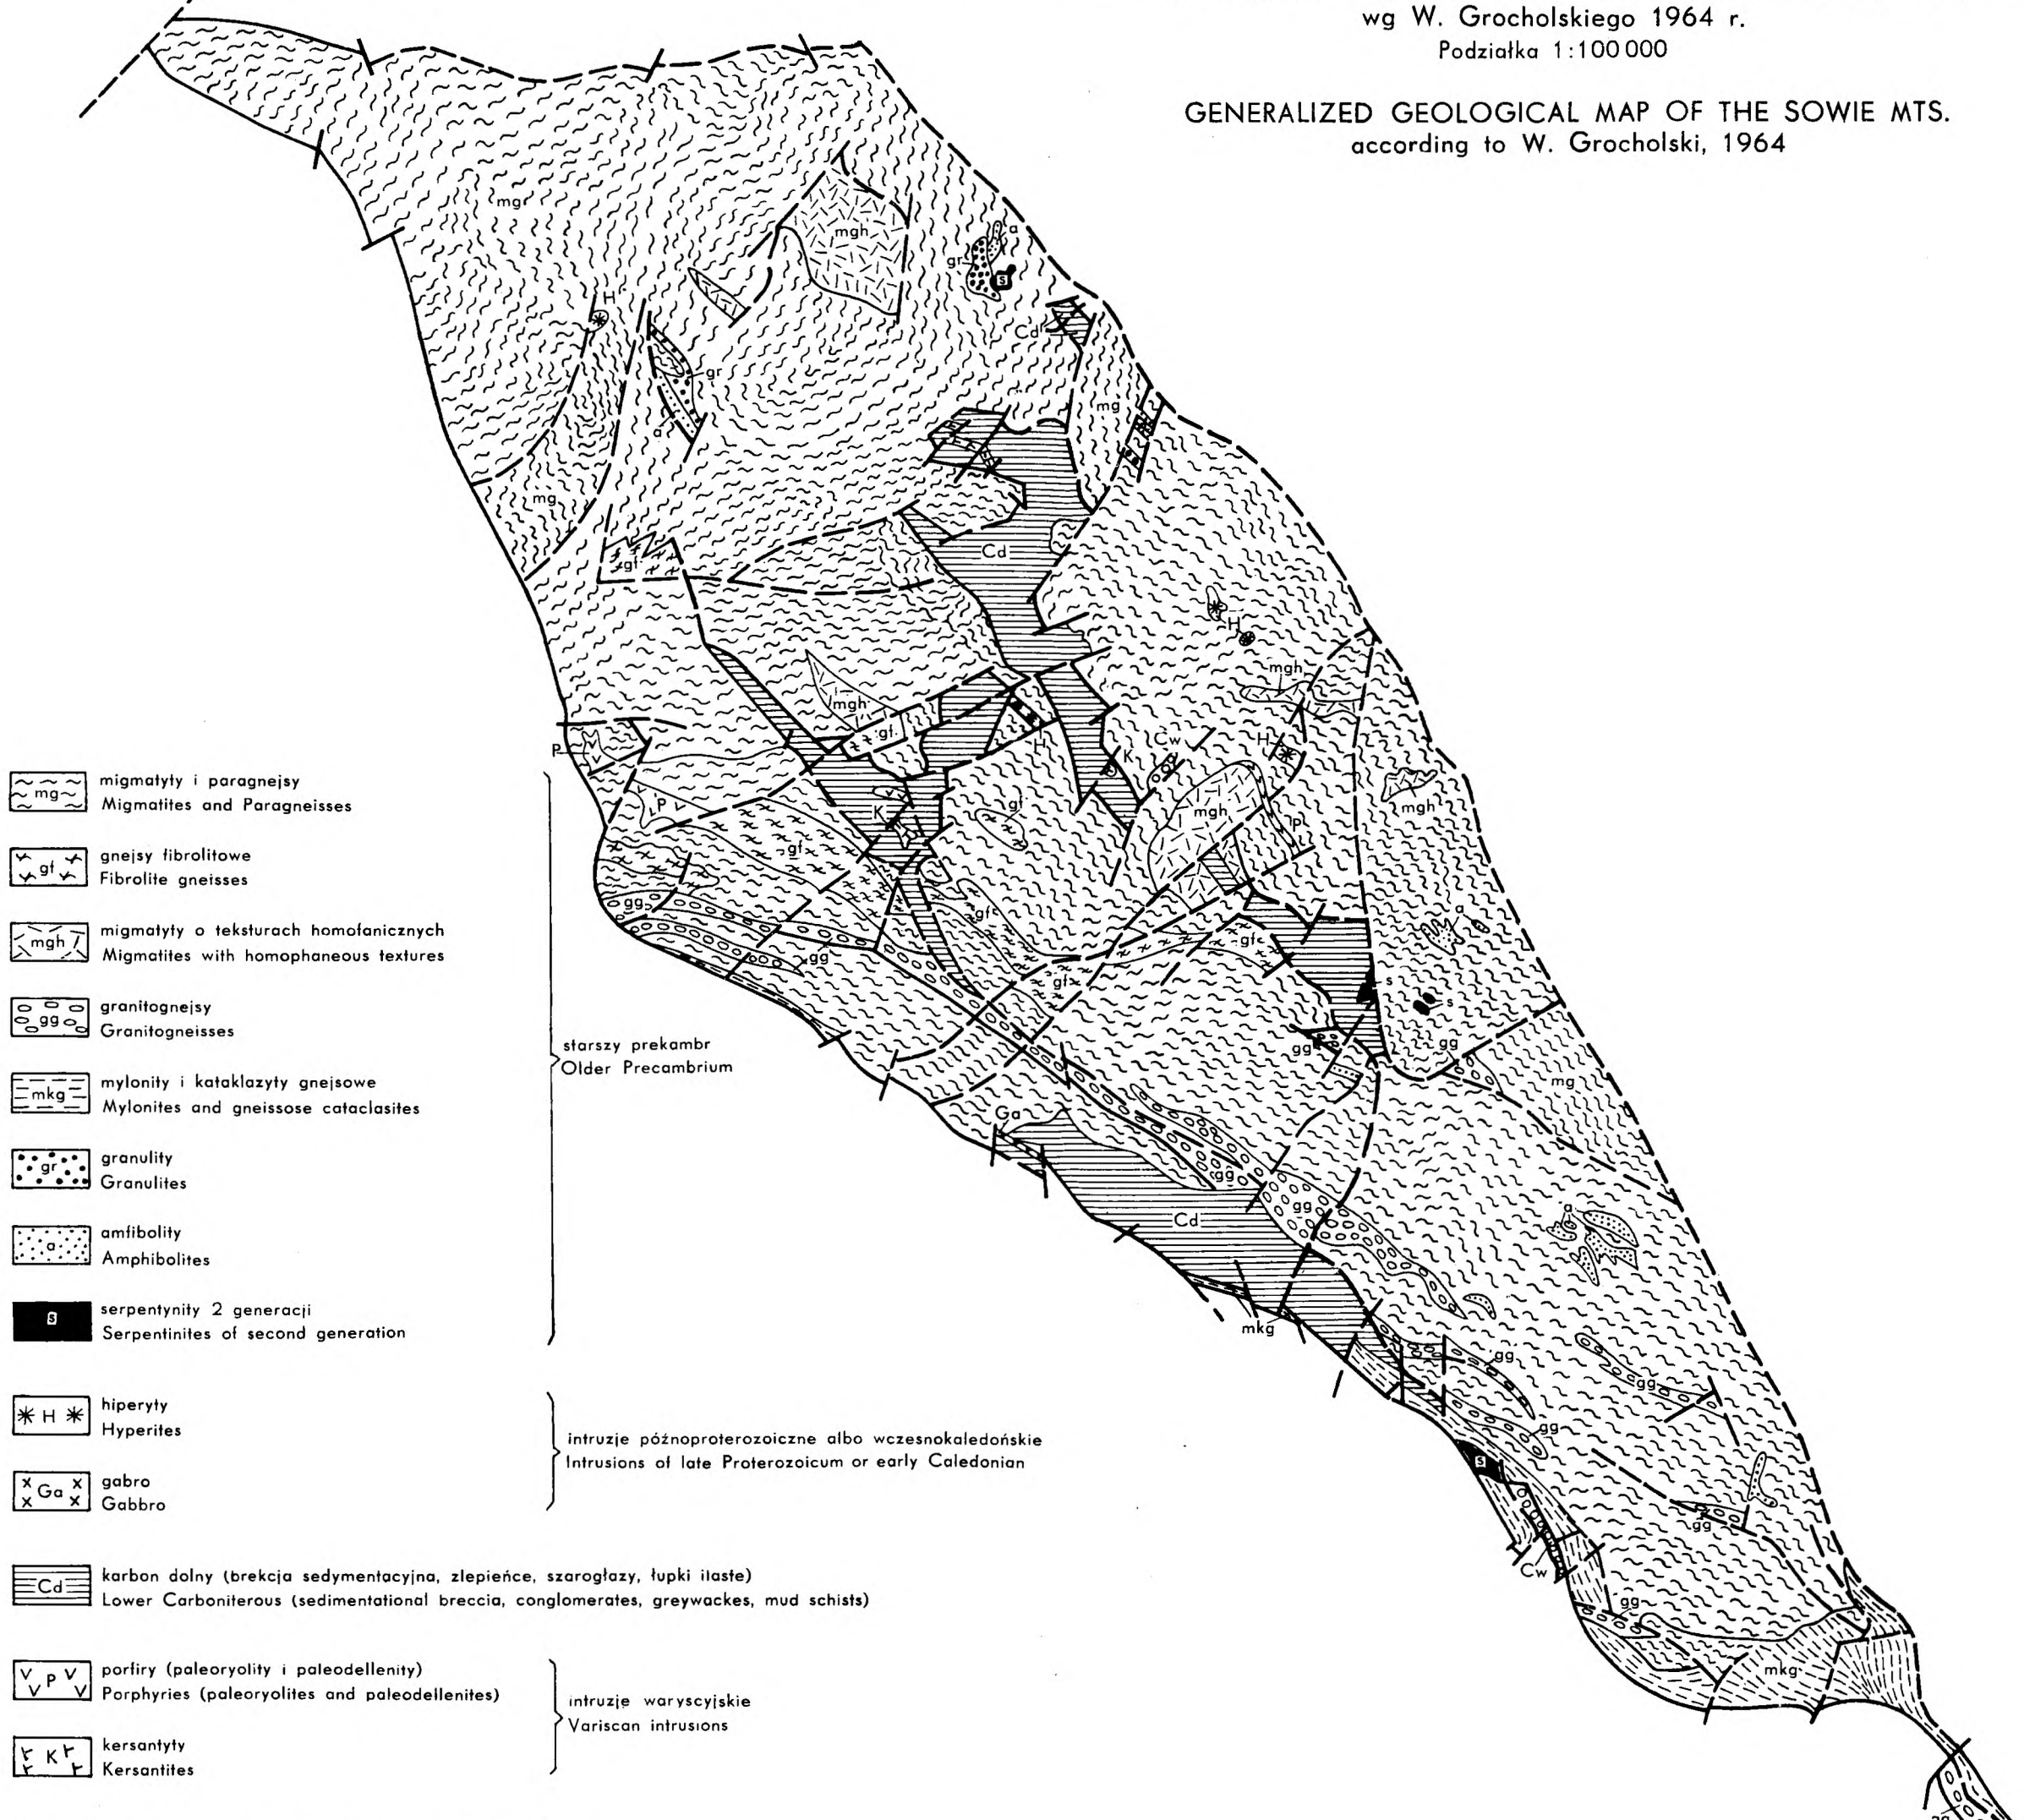 wg W. Grocholskiego 1964 r.
Podziałka 1:100 000
GENERALIZED GEOLOGICAL MAP OF THE SOWIE MTS.
according to W. Grocholski, 1964
mg
mgh
a
gr
s
H
Cd
gr
mg
a
mg
gf
Cd
H
mgh
mgh
gf
P
H
K
Cw
H
mgh
P
K
gf
mgh
P
gf
gg
gf
a
gg
gf
gf
s
s
gg
gg
mg
Ga
gg
gg
a
Cd
mkg
gg
gg
gg
s
gg
Cw
gg
mkg
mg
migmatyty i paragnejsy
Migmatites and Paragneisses
gf
gnejsy fibrolitowe
Fibrolite gneisses
mgh
migmatyty o teksturach homofanicznych
Migmatites with homophaneous textures
gg
granitognejsy
Granitogneisses
mkg
mylonity i kataklazyty gnejsowe
Mylonites and gneissose cataclasites
gr
granulity
Granulites
a
amfibolity
Amphibolites
s
serpentynity 2 generacji
Serpentinites of second generation
starszy prekambr
Older Precambrium
H
hiperyty
Hyperites
Ga
gabro
Gabbro
intruzje późnoproterozoiczne albo wczesnokaledońskie
Intrusions of late Proterozoicum or early Caledonian
Cd
karbon dolny (brekcja sedymentacyjna, zlepieńce, szarogłazy, łupki ilaste)
Lower Carboniterous (sedimentational breccia, conglomerates, greywackes, mud schists)
P
porfiry (paleoryolity i paleodellenity)
Porphyries (paleoryolites and paleodellenites)
K
kersantyty
Kersantites
intruzje waryscyjskie
Variscan intrusions